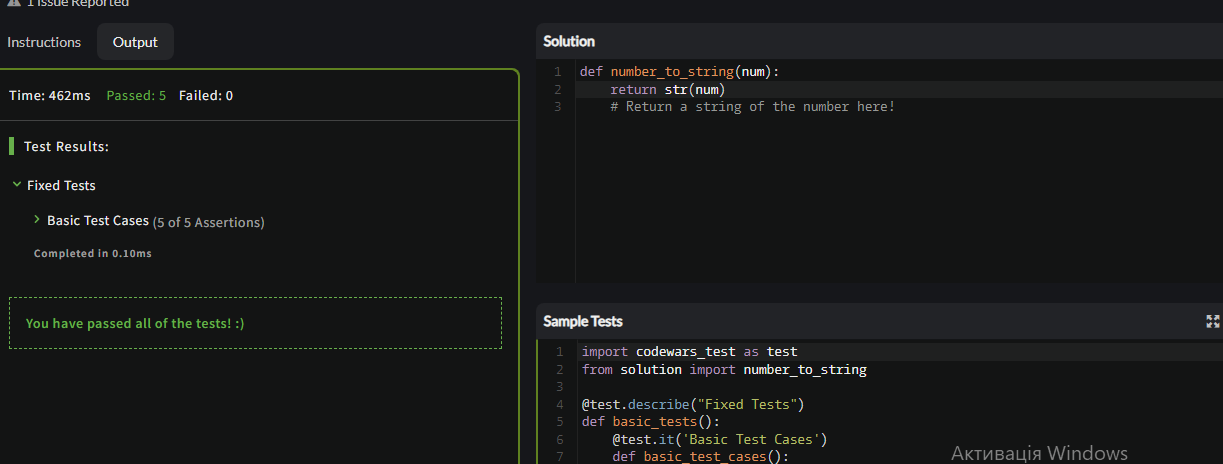 1 Issue Reported
Instructions Output
Time: 462ms Passed: 5 Failed: 0
Test Results:
Fixed Tests
Basic Test Cases (5 of 5 Assertions)
Completed in 0.10ms
You have passed all of the tests! :)
Solution
1 def number_to_string(num):
2     return str(num)
3     # Return a string of the number here!
Sample Tests
1 import codewars_test as test
2 from solution import number_to_string
3
4 @test.describe("Fixed Tests")
5 def basic_tests():
6     @test.it('Basic Test Cases')
7     def basic_test_cases():
Активація Windows